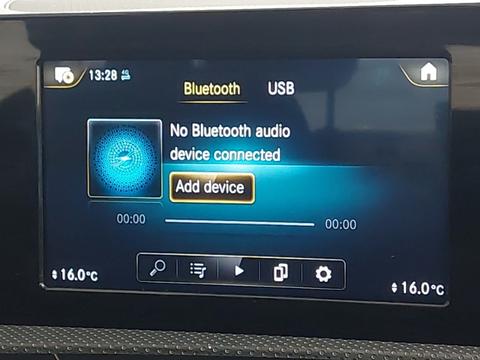 13:28 4G
Bluetooth USB
No Bluetooth audio
device connected
Add device
00:00 00:00
16.0°C 16.0°C